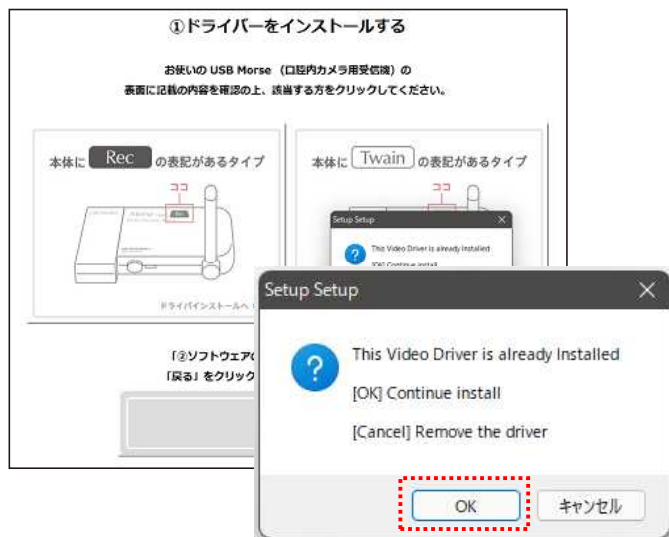 ①ドライバーをインストールする
お使いの USB Morse （口腔内カメラ用受信機）の
表面に記載の内容を確認の上、該当する方をクリックしてください。
本体に Rec の表記があるタイプ
ココ
Rec
ドライバインストールへ
本体に Twain の表記があるタイプ
ココ
Setup Setup
This Video Driver is already Installed
[OK] Continue install
「②ソフトウェアの
「戻る」をクリック
Setup Setup
This Video Driver is already Installed
[OK] Continue install
[Cancel] Remove the driver
OK
キャンセル